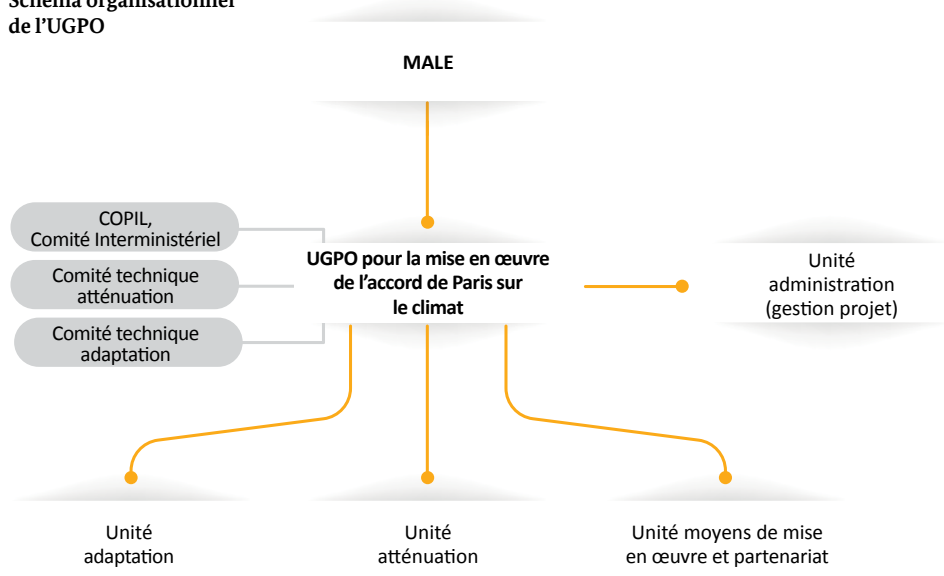 Schéma organisationnel
de l'UGPO
MALE
COPIL,
Comité Interministériel
Comité technique
atténuation
Comité technique
adaptation
UGPO pour la mise en œuvre
de l'accord de Paris sur
le climat
Unité
administration
(gestion projet)
Unité
adaptation
Unité
atténuation
Unité moyens de mise
en œuvre et partenariat